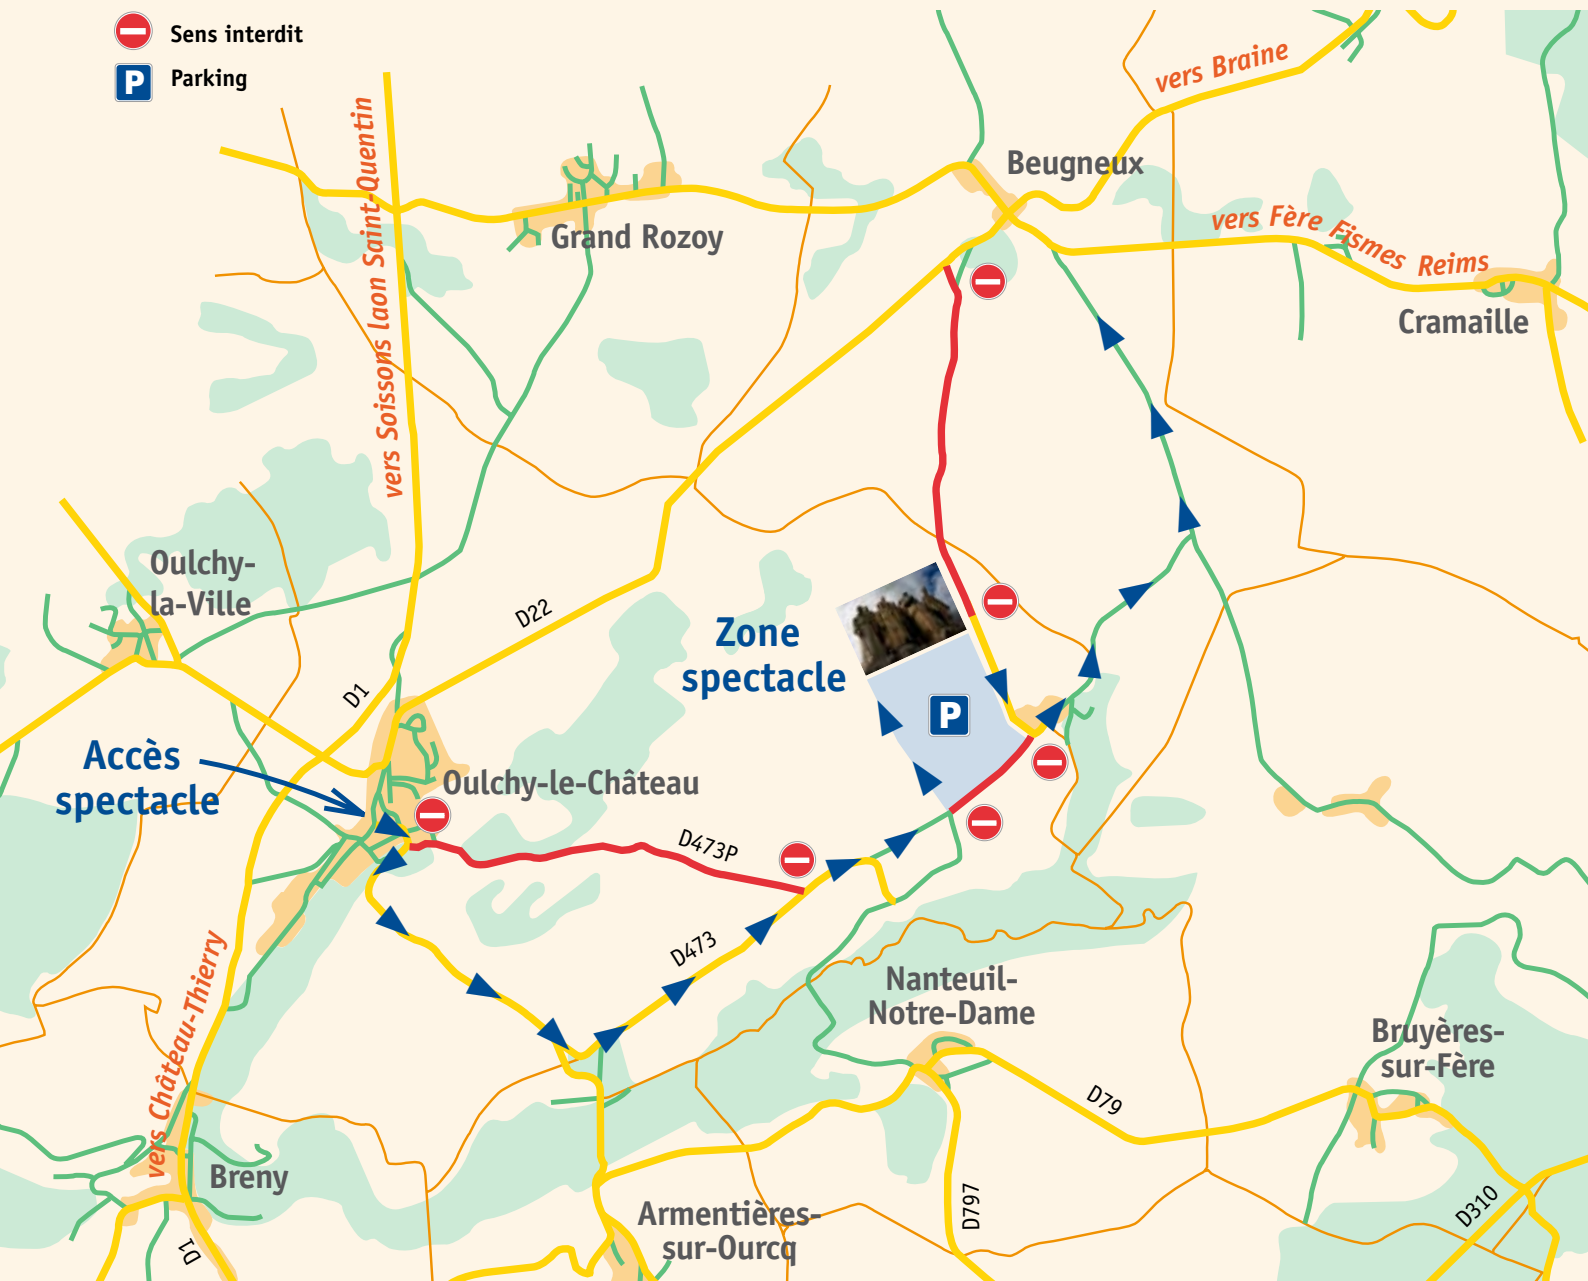 Sens interdit
P
Parking
vers Braine
Beugneux
vers Soissons laon Saint-Quentin
Grand Rozoy
vers Fère Fismes Reims
Cramaille
Oulchy-
la-Ville
D22
Zone
spectacle
D1
P
Accès
spectacle
Oulchy-le-Château
D473P
D473
vers Château-Thierry
Nanteuil-
Notre-Dame
Bruyères-
sur-Fère
D79
Breny
D797
D310
Armentières-
sur-Ourcq
D1